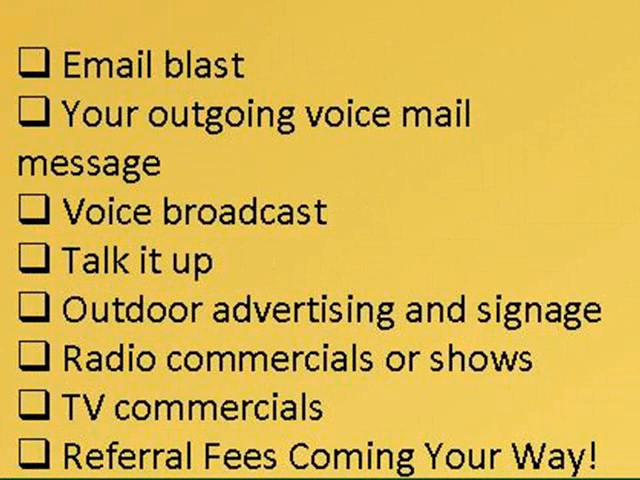 ❑ Email blast
❑ Your outgoing voice mail
message
❑ Voice broadcast
❑ Talk it up
❑ Outdoor advertising and signage
❑ Radio commercials or shows
❑ TV commercials
❑ Referral Fees Coming Your Way!